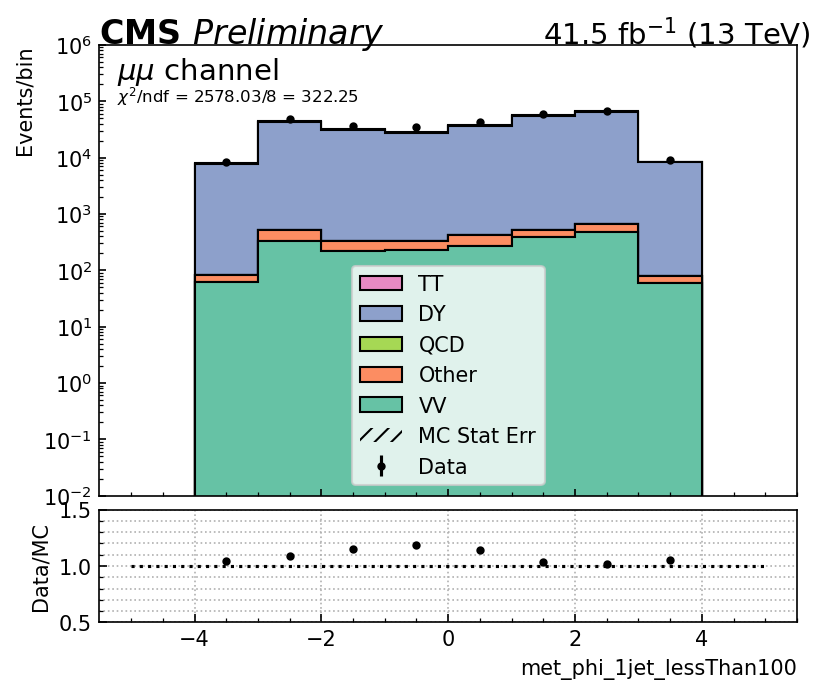 CMS Preliminary 41.5 fb⁻¹ (13 TeV)
10⁶
Events/bin
μμ channel
χ²/ndf = 2578.03/8 = 322.25
10⁵
10⁴
10³
10²
10¹
10⁰
10⁻¹
10⁻²
TT
DY
QCD
Other
VV
MC Stat Err
Data
1.5
1.0
0.5
Data/MC
−4 −2 0 2 4
met_phi_1jet_lessThan100